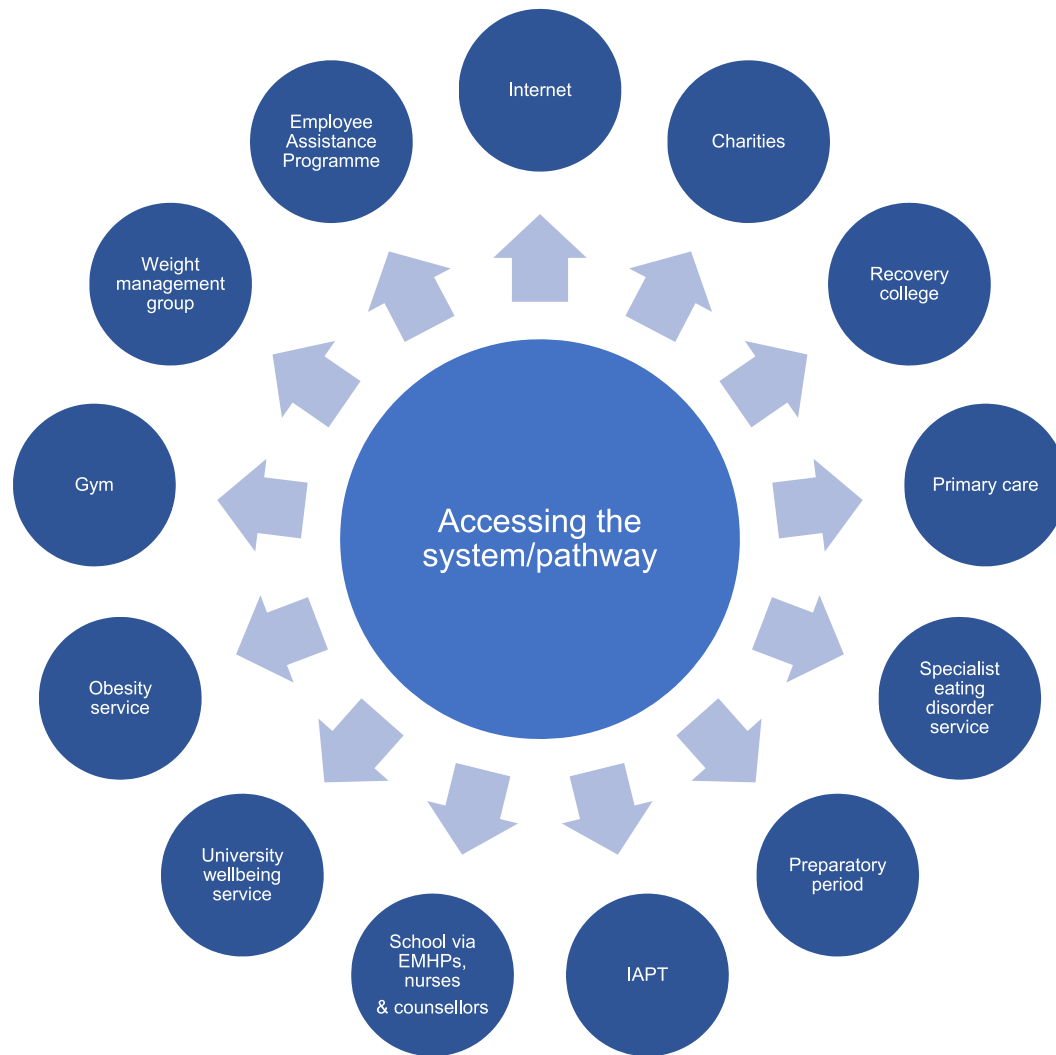 Internet
Charities
Recovery
college
Primary care
Specialist
eating
disorder
service
Preparatory
period
IAPT
School via
EMHPs,
nurses
& counsellors
University
wellbeing
service
Obesity
service
Gym
Weight
management
group
Employee
Assistance
Programme
Accessing the
system/pathway